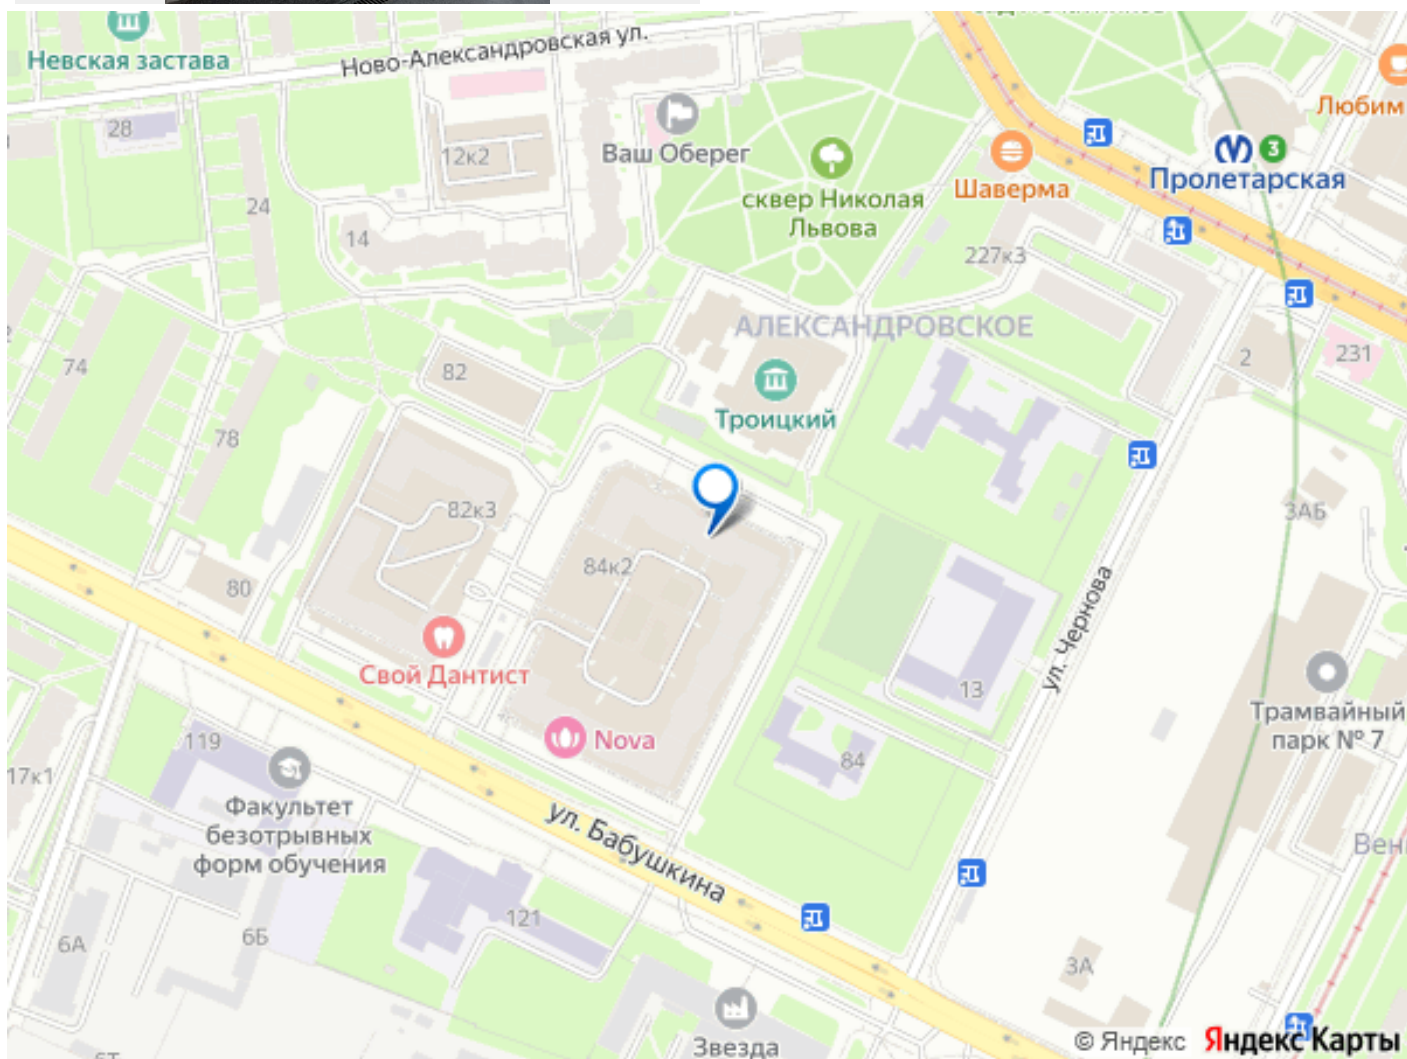 Невская застава
Ново-Александровская ул.
Любим
28
12к2
Ваш Оберег
сквер Николая
Львова
Шаверма
3
Пролетарская
24
14
227к3
АЛЕКСАНДРОВСКОЕ
74
82
Троицкий
2
231
78
82к3
3АБ
84к2
80
ул. Чернова
Свой Дантист
13
Трамвайный
парк № 7
Nova
119
84
17к1
Факультет
безотрывных
форм обучения
ул. Бабушкина
Вен
121
6А
6Б
3А
Звезда
© Яндекс Яндекс Карты